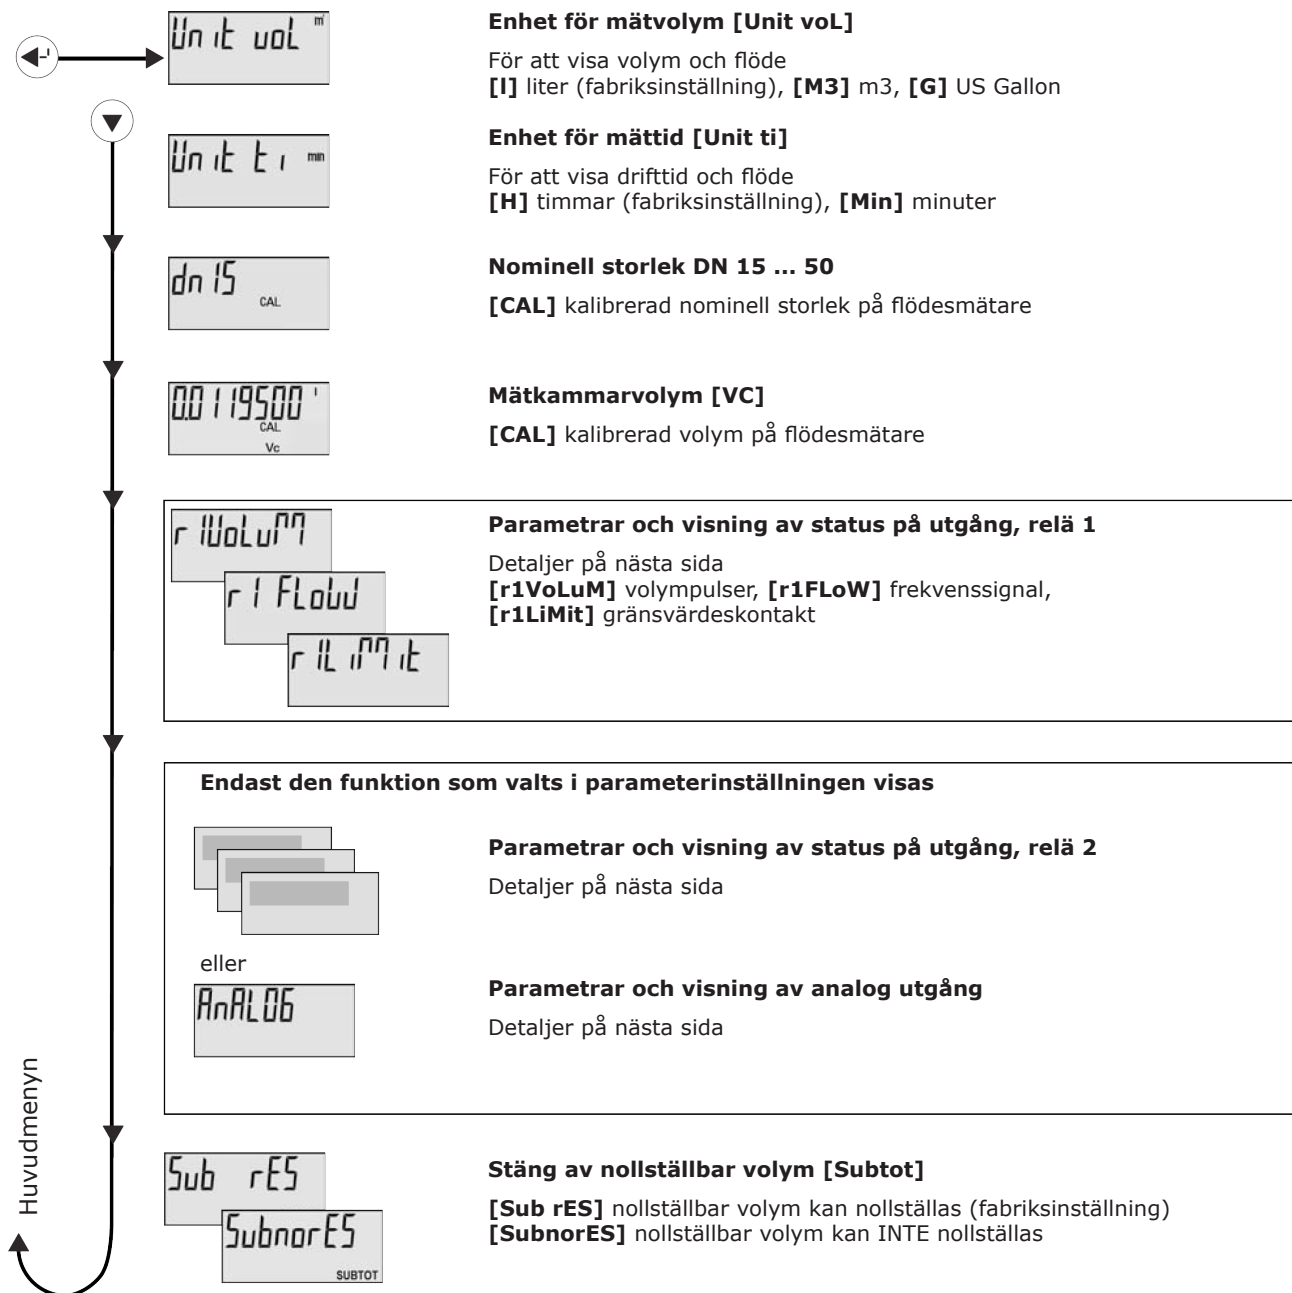 Unit voL m³
Enhet för mätvolym [Unit voL]
För att visa volym och flöde
[l] liter (fabriksinställning), [M3] m3, [G] US Gallon
Unit ti min
Enhet för mättid [Unit ti]
För att visa drifttid och flöde
[H] timmar (fabriksinställning), [Min] minuter
dn 15
CAL
Nominell storlek DN 15 ... 50
[CAL] kalibrerad nominell storlek på flödesmätare
0.0119500 l
CAL
Vc
Mätkammarvolym [VC]
[CAL] kalibrerad volym på flödesmätare
r1VoLuM
r1 FLoW
r1LiMit
Parametrar och visning av status på utgång, relä 1
Detaljer på nästa sida
[r1VoLuM] volympulser, [r1FLoW] frekvenssignal,
[r1LiMit] gränsvärdeskontakt
Endast den funktion som valts i parameterinställningen visas
Parametrar och visning av status på utgång, relä 2
Detaljer på nästa sida
eller
AnALOG
Parametrar och visning av analog utgång
Detaljer på nästa sida
Huvudmenyn
Sub rES
SubnorES
SUBTOT
Stäng av nollställbar volym [Subtot]
[Sub rES] nollställbar volym kan nollställas (fabriksinställning)
[SubnorES] nollställbar volym kan INTE nollställas